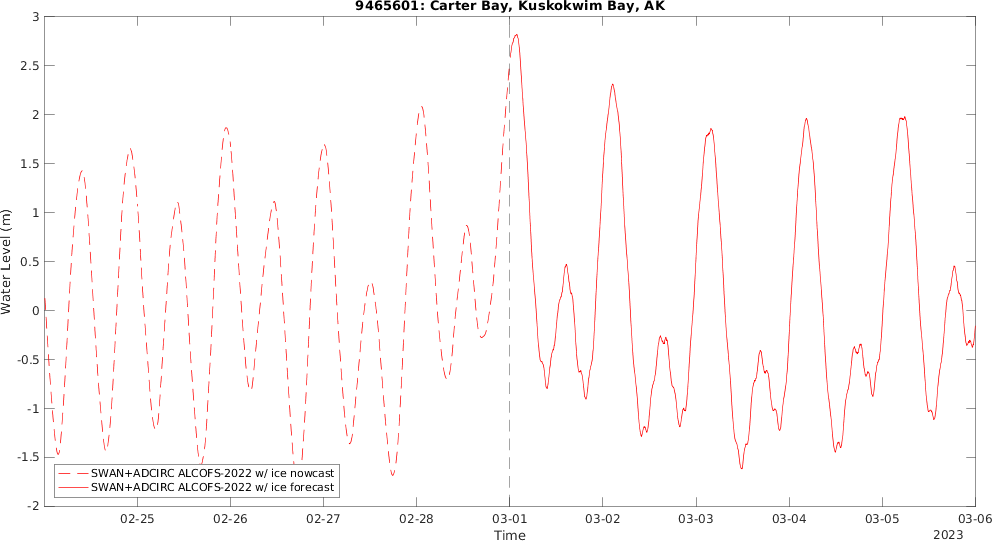 9465601: Carter Bay, Kuskokwim Bay, AK
Water Level (m)
3
2.5
2
1.5
1
0.5
0
-0.5
-1
-1.5
-2
SWAN+ADCIRC ALCOFS-2022 w/ ice nowcast
SWAN+ADCIRC ALCOFS-2022 w/ ice forecast
02-25 02-26 02-27 02-28 03-01 03-02 03-03 03-04 03-05 03-06
Time
2023